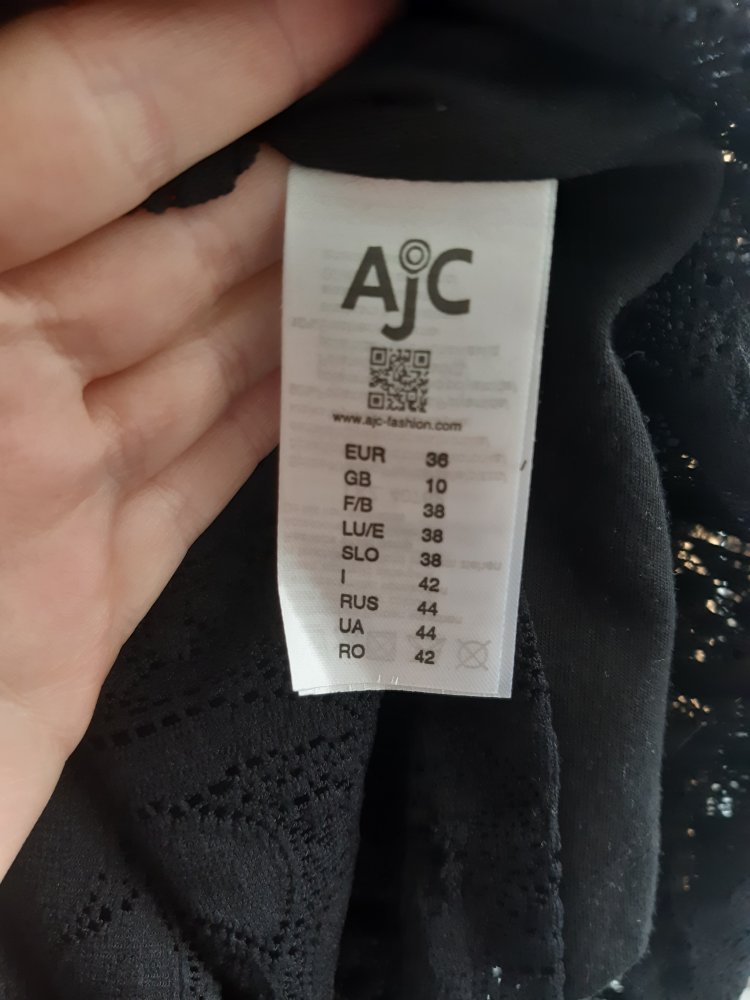 AjC
www.ajc-fashion.com
EUR 36
GB 10
F/B 38
LU/E 38
SLO 38
I 42
RUS 44
UA 44
RO 42